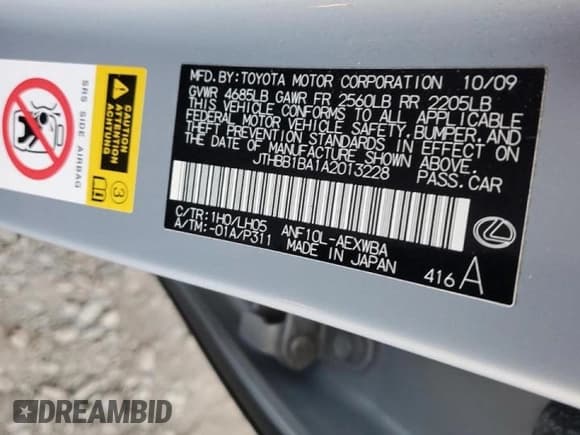 MFD.BY:TOYOTA MOTOR CORPORATION 10/09
GVWR 4685LB GAWR FR 2560LB RR 2205LB
THIS VEHICLE CONFORMS TO ALL APPLICABLE
FEDERAL MOTOR VEHICLE SAFETY, BUMPER, AND
THEFT PREVENTION STANDARDS IN EFFECT ON
THE DATE OF MANUFACTURE SHOWN ABOVE.
JTHBB1BA1A2013228 PASS.CAR
C/TR:1H0/LH05 ANF10L-AEXWBA
A/TM:-01A/P311 MADE IN JAPAN
416A
SRS SIDE AIRBAG
CAUTION
ATTENTION
ACHTUNG
3
DREAMBID